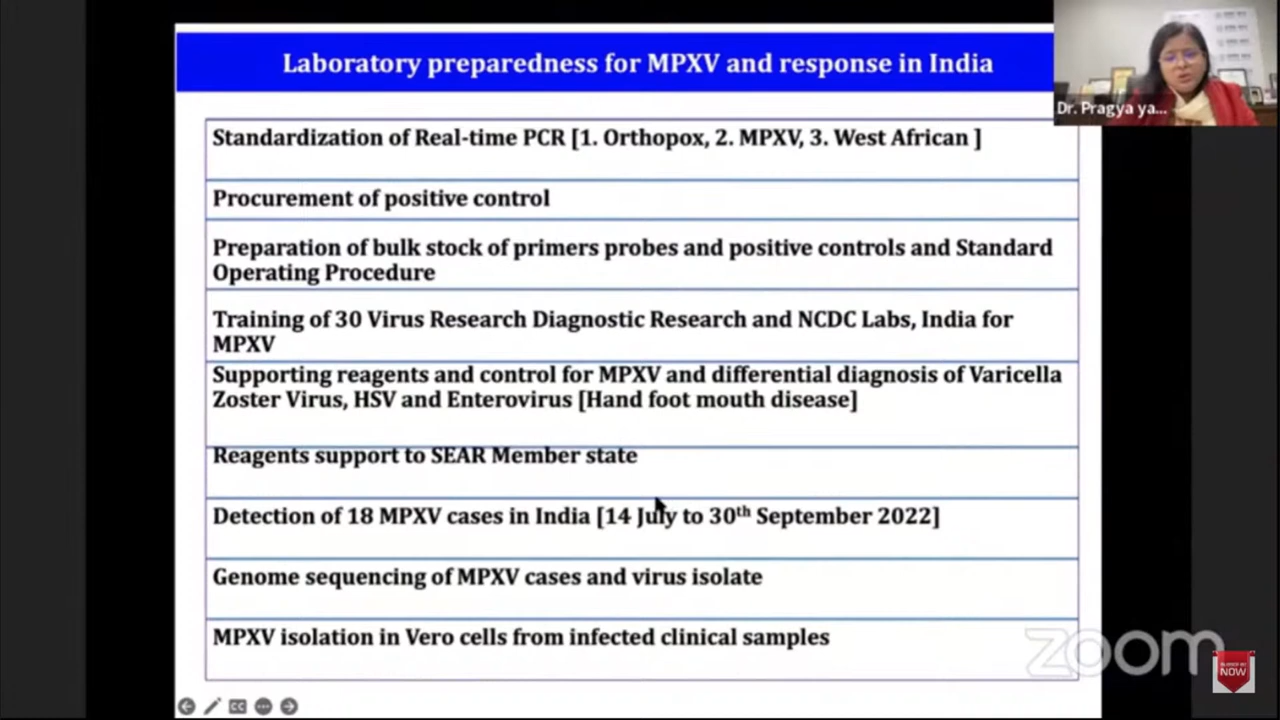 Laboratory preparedness for MPXV and response in India
Dr. Pragya ya...
Standardization of Real-time PCR [1. Orthopox, 2. MPXV, 3. West African ]
Procurement of positive control
Preparation of bulk stock of primers probes and positive controls and Standard
Operating Procedure
Training of 30 Virus Research Diagnostic Research and NCDC Labs, India for
MPXV
Supporting reagents and control for MPXV and differential diagnosis of Varicella
Zoster Virus, HSV and Enterovirus [Hand foot mouth disease]
Reagents support to SEAR Member state
Detection of 18 MPXV cases in India [14 July to 30th September 2022]
Genome sequencing of MPXV cases and virus isolate
MPXV isolation in Vero cells from infected clinical samples
zoom
NOW
CC